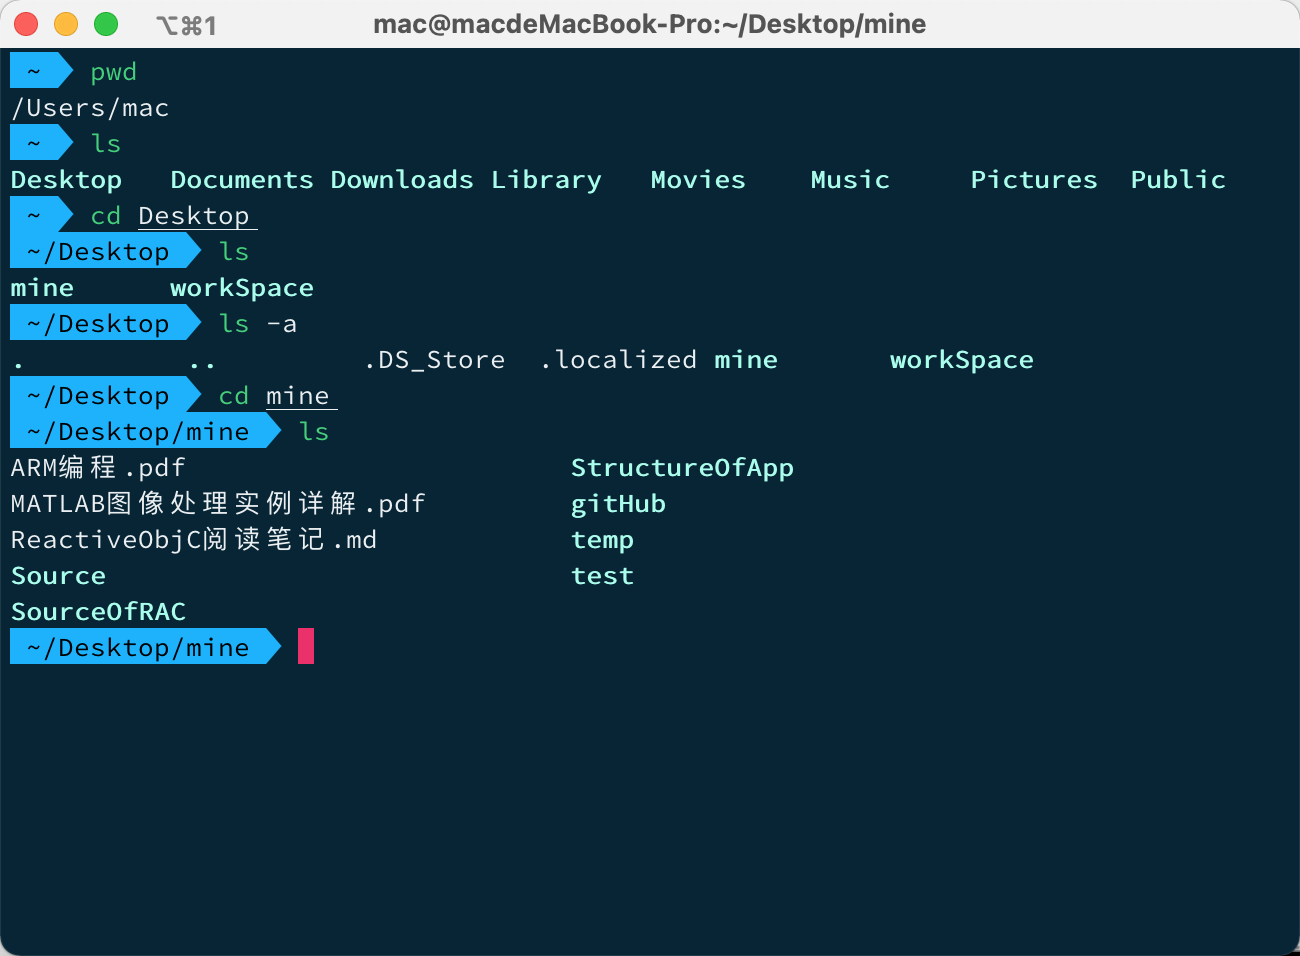 ⌥⌘1 mac@macdeMacBook-Pro:~/Desktop/mine
~ pwd
/Users/mac
~ ls
Desktop Documents Downloads Library Movies Music Pictures Public
~ cd Desktop
~/Desktop ls
mine workSpace
~/Desktop ls -a
. .. .DS_Store .localized mine workSpace
~/Desktop cd mine
~/Desktop/mine ls
ARM编程.pdf StructureOfApp
MATLAB图像处理实例详解.pdf gitHub
ReactiveObjC阅读笔记.md temp
Source test
SourceOfRAC
~/Desktop/mine